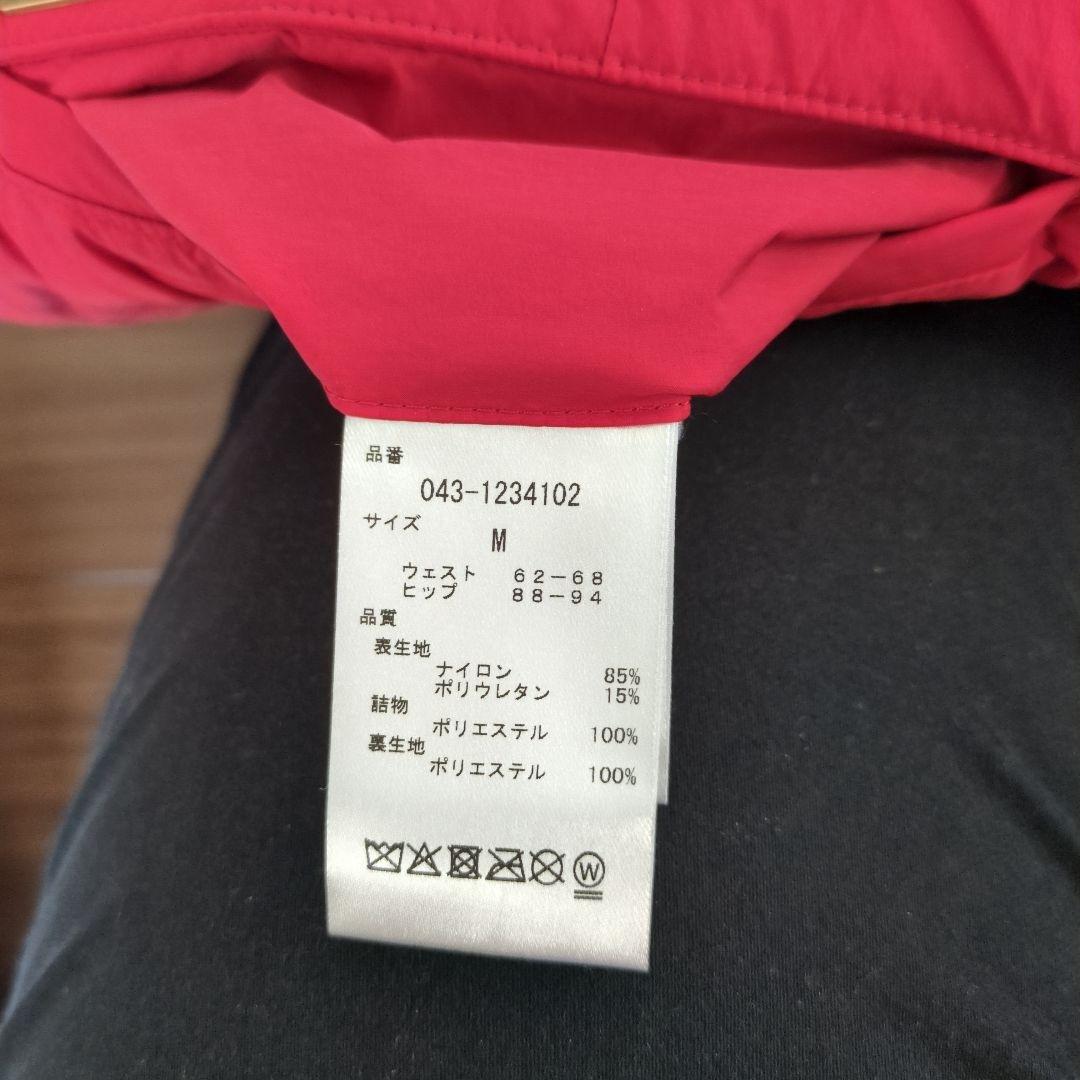 品番
043-1234102
サイズ
M
ウェスト 62-68
ヒップ 88-94
品質
表生地
ナイロン 85%
ポリウレタン 15%
詰物
ポリエステル 100%
裏生地
ポリエステル 100%
W